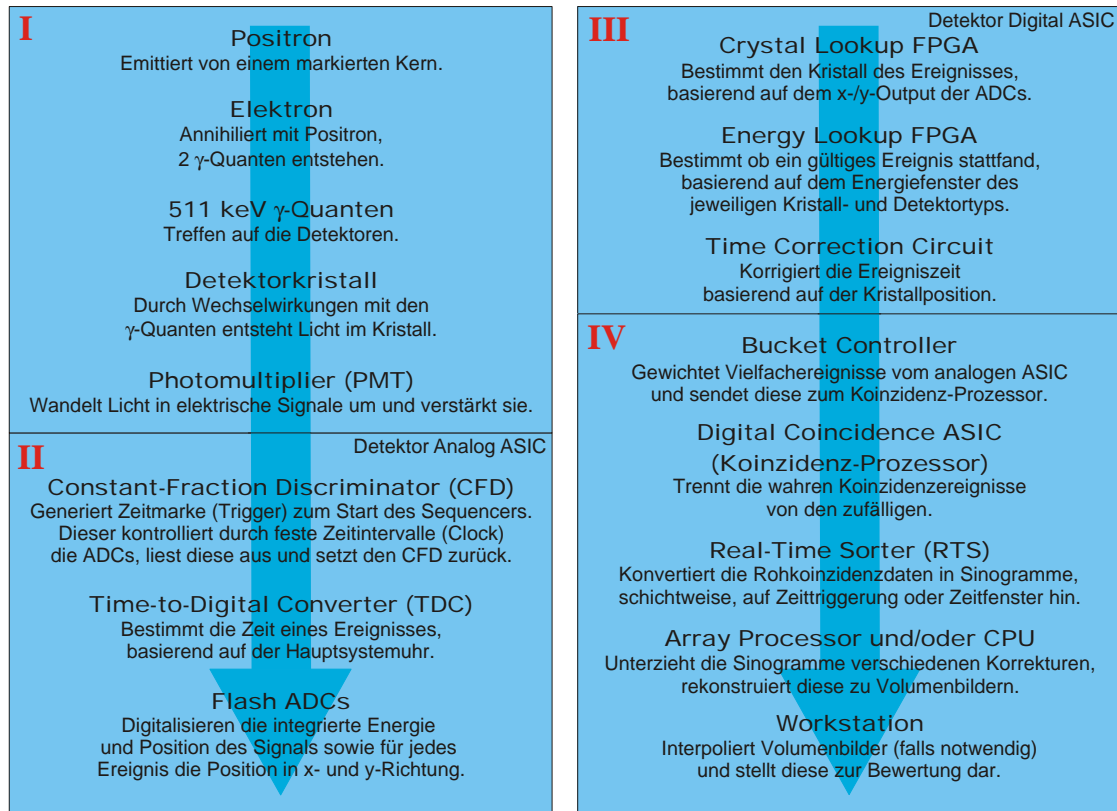 I
Positron
Emittiert von einem markierten Kern.
Elektron
Annihiliert mit Positron,
2 γ-Quanten entstehen.
511 keV γ-Quanten
Treffen auf die Detektoren.
Detektorkristall
Durch Wechselwirkungen mit den
γ-Quanten entsteht Licht im Kristall.
Photomultiplier (PMT)
Wandelt Licht in elektrische Signale um und verstärkt sie.
II
Detektor Analog ASIC
Constant-Fraction Discriminator (CFD)
Generiert Zeitmarke (Trigger) zum Start des Sequencers.
Dieser kontrolliert durch feste Zeitintervalle (Clock)
die ADCs, liest diese aus und setzt den CFD zurück.
Time-to-Digital Converter (TDC)
Bestimmt die Zeit eines Ereignisses,
basierend auf der Hauptsystemuhr.
Flash ADCs
Digitalisieren die integrierte Energie
und Position des Signals sowie für jedes
Ereignis die Position in x- und y-Richtung.
III
Detektor Digital ASIC
Crystal Lookup FPGA
Bestimmt den Kristall des Ereignisses,
basierend auf dem x-/y-Output der ADCs.
Energy Lookup FPGA
Bestimmt ob ein gültiges Ereignis stattfand,
basierend auf dem Energiefenster des
jeweiligen Kristall- und Detektortyps.
Time Correction Circuit
Korrigiert die Ereigniszeit
basierend auf der Kristallposition.
IV
Bucket Controller
Gewichtet Vielfachereignisse vom analogen ASIC
und sendet diese zum Koinzidenz-Prozessor.
Digital Coincidence ASIC
(Koinzidenz-Prozessor)
Trennt die wahren Koinzidenzereignisse
von den zufälligen.
Real-Time Sorter (RTS)
Konvertiert die Rohkoinzidenzdaten in Sinogramme,
schichtweise, auf Zeittriggerung oder Zeitfenster hin.
Array Processor und/oder CPU
Unterzieht die Sinogramme verschiedenen Korrekturen,
rekonstruiert diese zu Volumenbildern.
Workstation
Interpoliert Volumenbilder (falls notwendig)
und stellt diese zur Bewertung dar.